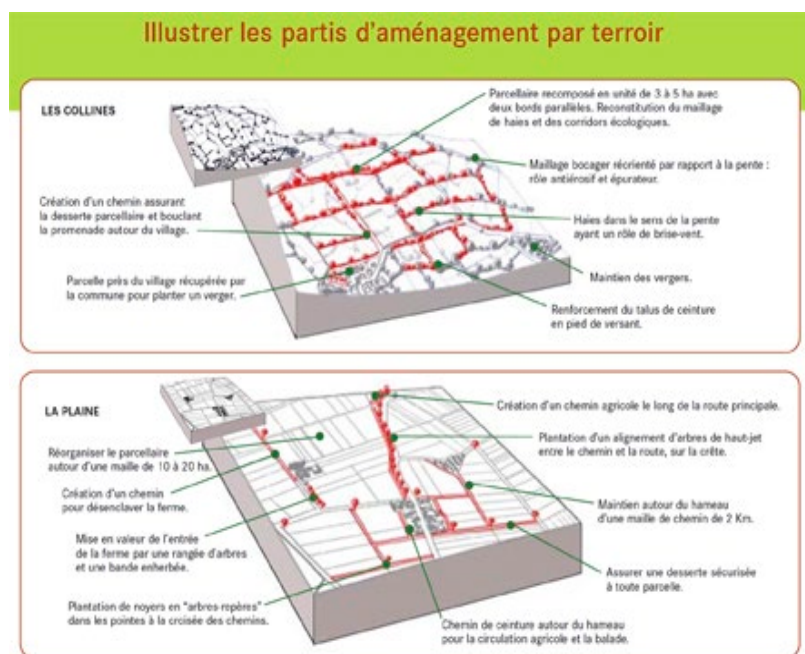 Illustrer les partis d'aménagement par terroir
LES COLLINES
Parcellaire recomposé en unité de 3 à 5 ha avec
deux bords parallèles. Reconstitution du maillage
de haies et des corridors écologiques.
Maillage bocager réorienté par rapport à la pente :
rôle antiérosif et épurateur.
Création d'un chemin assurant
la desserte parcellaire et bouclant
la promenade autour du village.
Haies dans le sens de la pente
ayant un rôle de brise-vent.
Parcelle près du village récupérée par
la commune pour planter un verger.
Maintien des vergers.
Renforcement du talus de ceinture
en pied de versant.
LA PLAINE
Création d'un chemin agricole le long de la route principale.
Réorganiser le parcellaire
autour d'une maille de 10 à 20 ha.
Plantation d'un alignement d'arbres de haut-jet
entre le chemin et la route, sur la crête.
Création d'un chemin
pour désenclaver la ferme.
Maintien autour du hameau
d'une maille de chemin de 2 Km.
Mise en valeur de l'entrée
de la ferme par une rangée d'arbres
et une bande enherbée.
Assurer une desserte sécurisée
à toute parcelle.
Plantation de noyers en "arbres-repères"
dans les pointes à la croisée des chemins.
Chemin de ceinture autour du hameau
pour la circulation agricole et la balade.